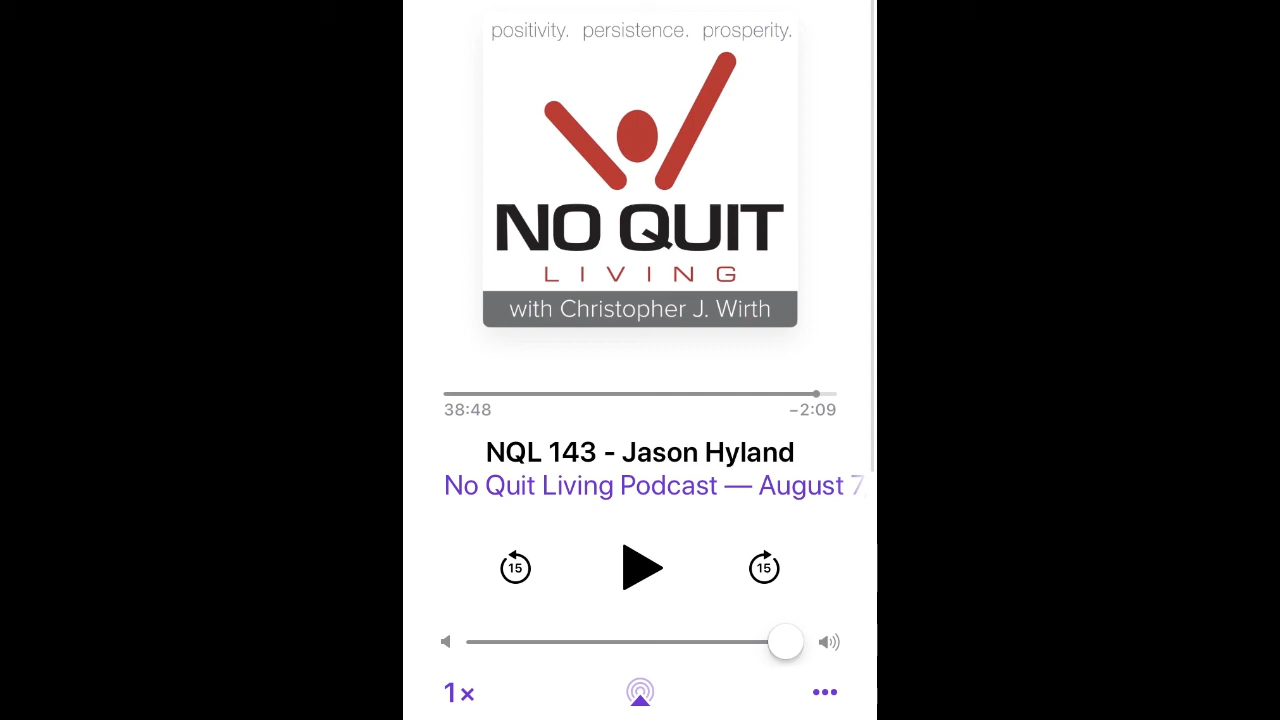 positivity. persistence. prosperity.
NO QUIT
LIVING
with Christopher J. Wirth
38:48 −2:09
NQL 143 - Jason Hyland
No Quit Living Podcast — August 7,
15 15
1×